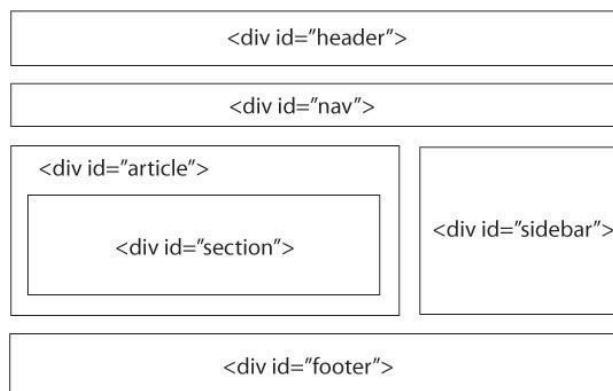 <div id=”header”>
<div id=”nav”>
<div id=”article”>
<div id=”section”>
<div id=”sidebar”>
<div id=”footer”>